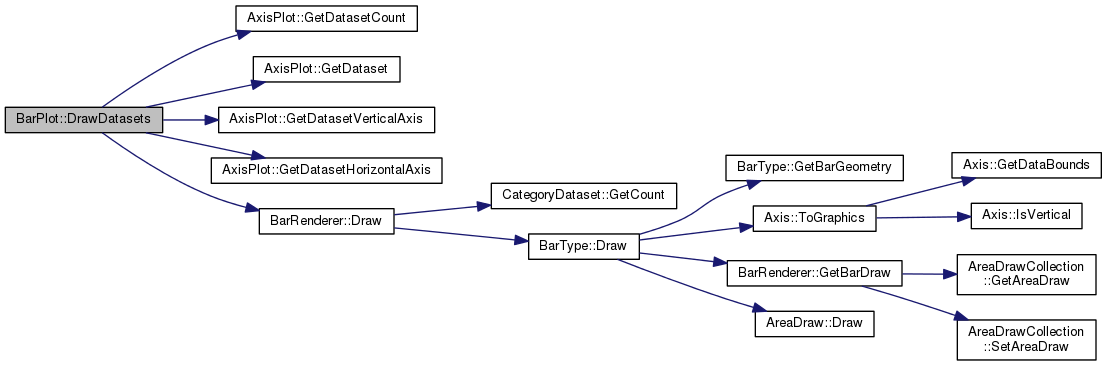 AxisPlot::GetDatasetCount
AxisPlot::GetDataset
BarPlot::DrawDatasets
AxisPlot::GetDatasetVerticalAxis
AxisPlot::GetDatasetHorizontalAxis
BarRenderer::Draw
CategoryDataset::GetCount
BarType::Draw
BarType::GetBarGeometry
Axis::ToGraphics
Axis::GetDataBounds
Axis::IsVertical
BarRenderer::GetBarDraw
AreaDrawCollection
::GetAreaDraw
AreaDrawCollection
::SetAreaDraw
AreaDraw::Draw